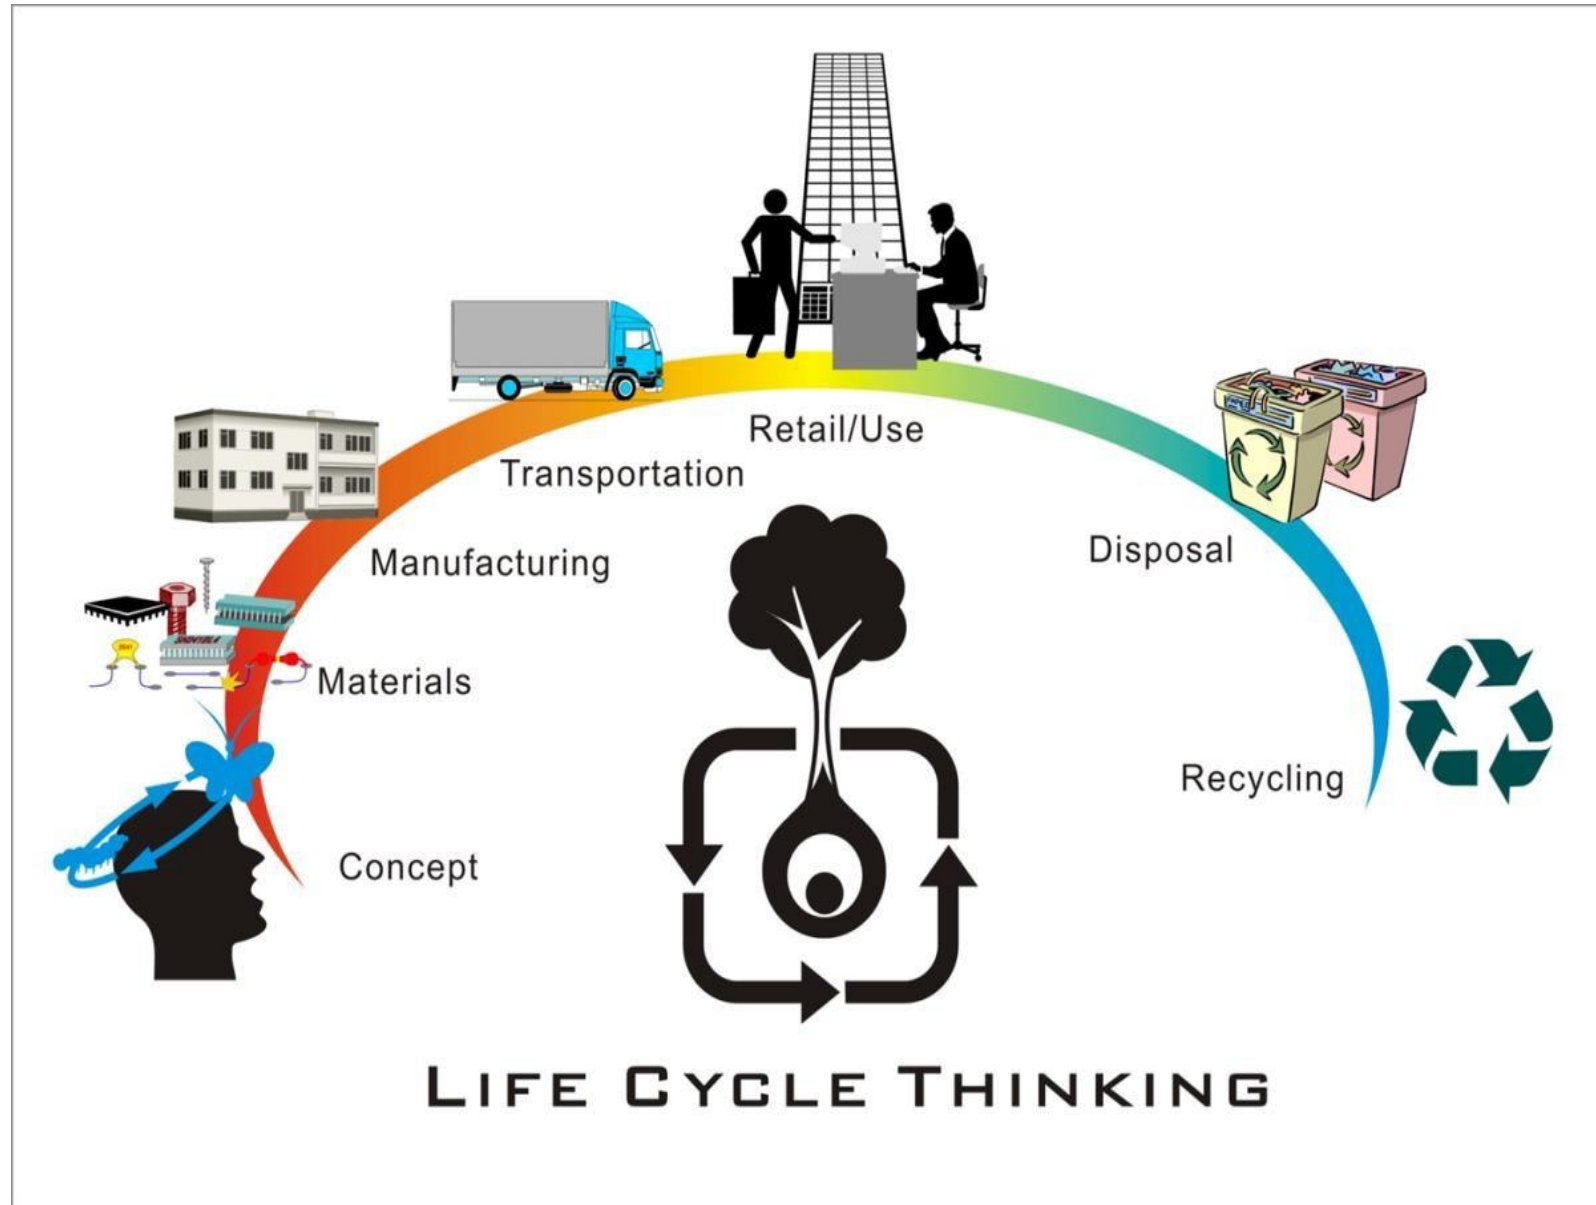 Retail/Use
Transportation
Manufacturing
Disposal
Materials
Recycling
Concept
LIFE CYCLE THINKING